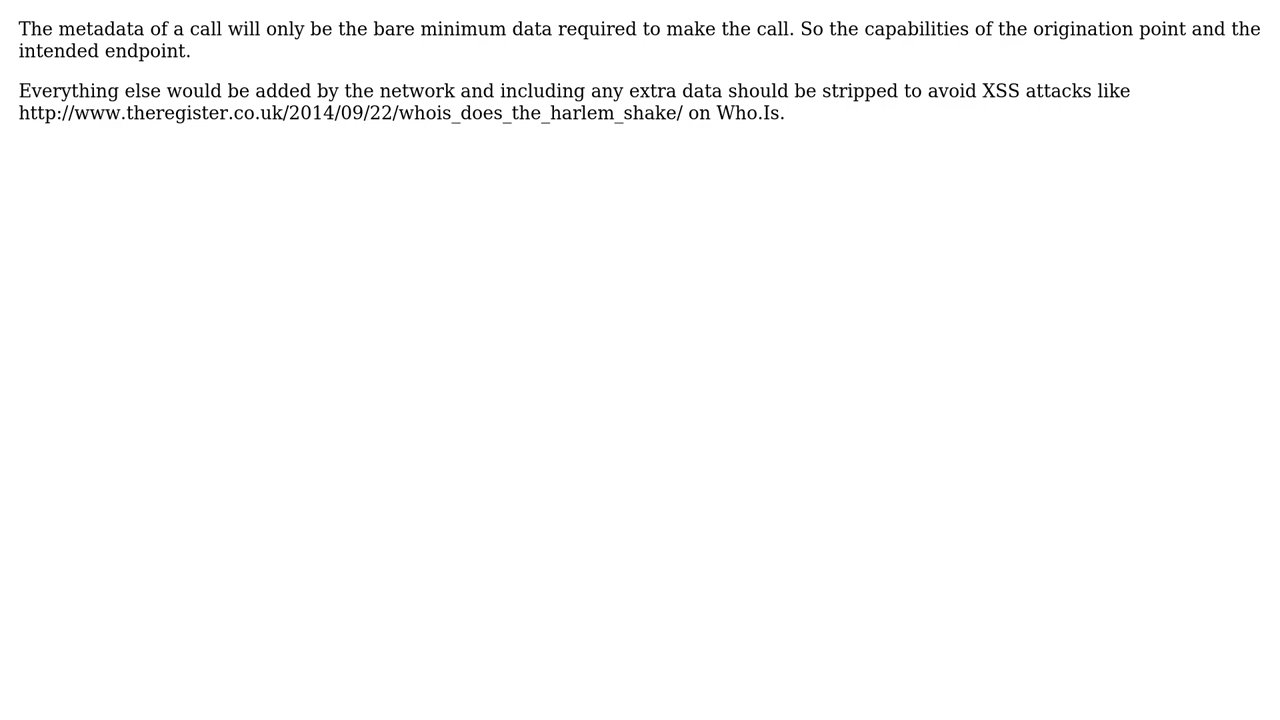 The metadata of a call will only be the bare minimum data required to make the call. So the capabilities of the origination point and the
intended endpoint.
Everything else would be added by the network and including any extra data should be stripped to avoid XSS attacks like
http://www.theregister.co.uk/2014/09/22/whois_does_the_harlem_shake/ on Who.Is.